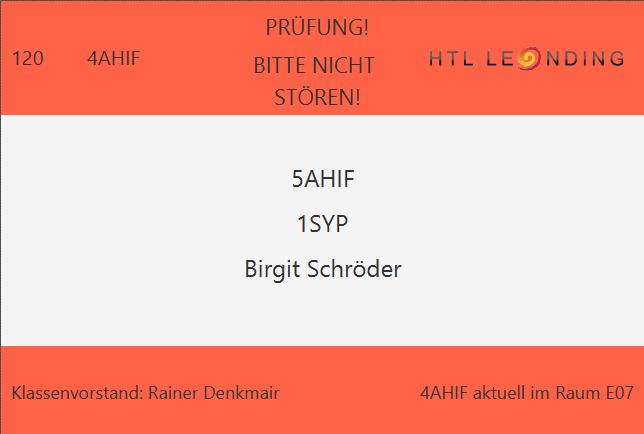 120 4AHIF PRÜFUNG!
BITTE NICHT
STÖREN!
HTL LEONDING
5AHIF
1SYP
Birgit Schröder
Klassenvorstand: Rainer Denkmair 4AHIF aktuell im Raum E07